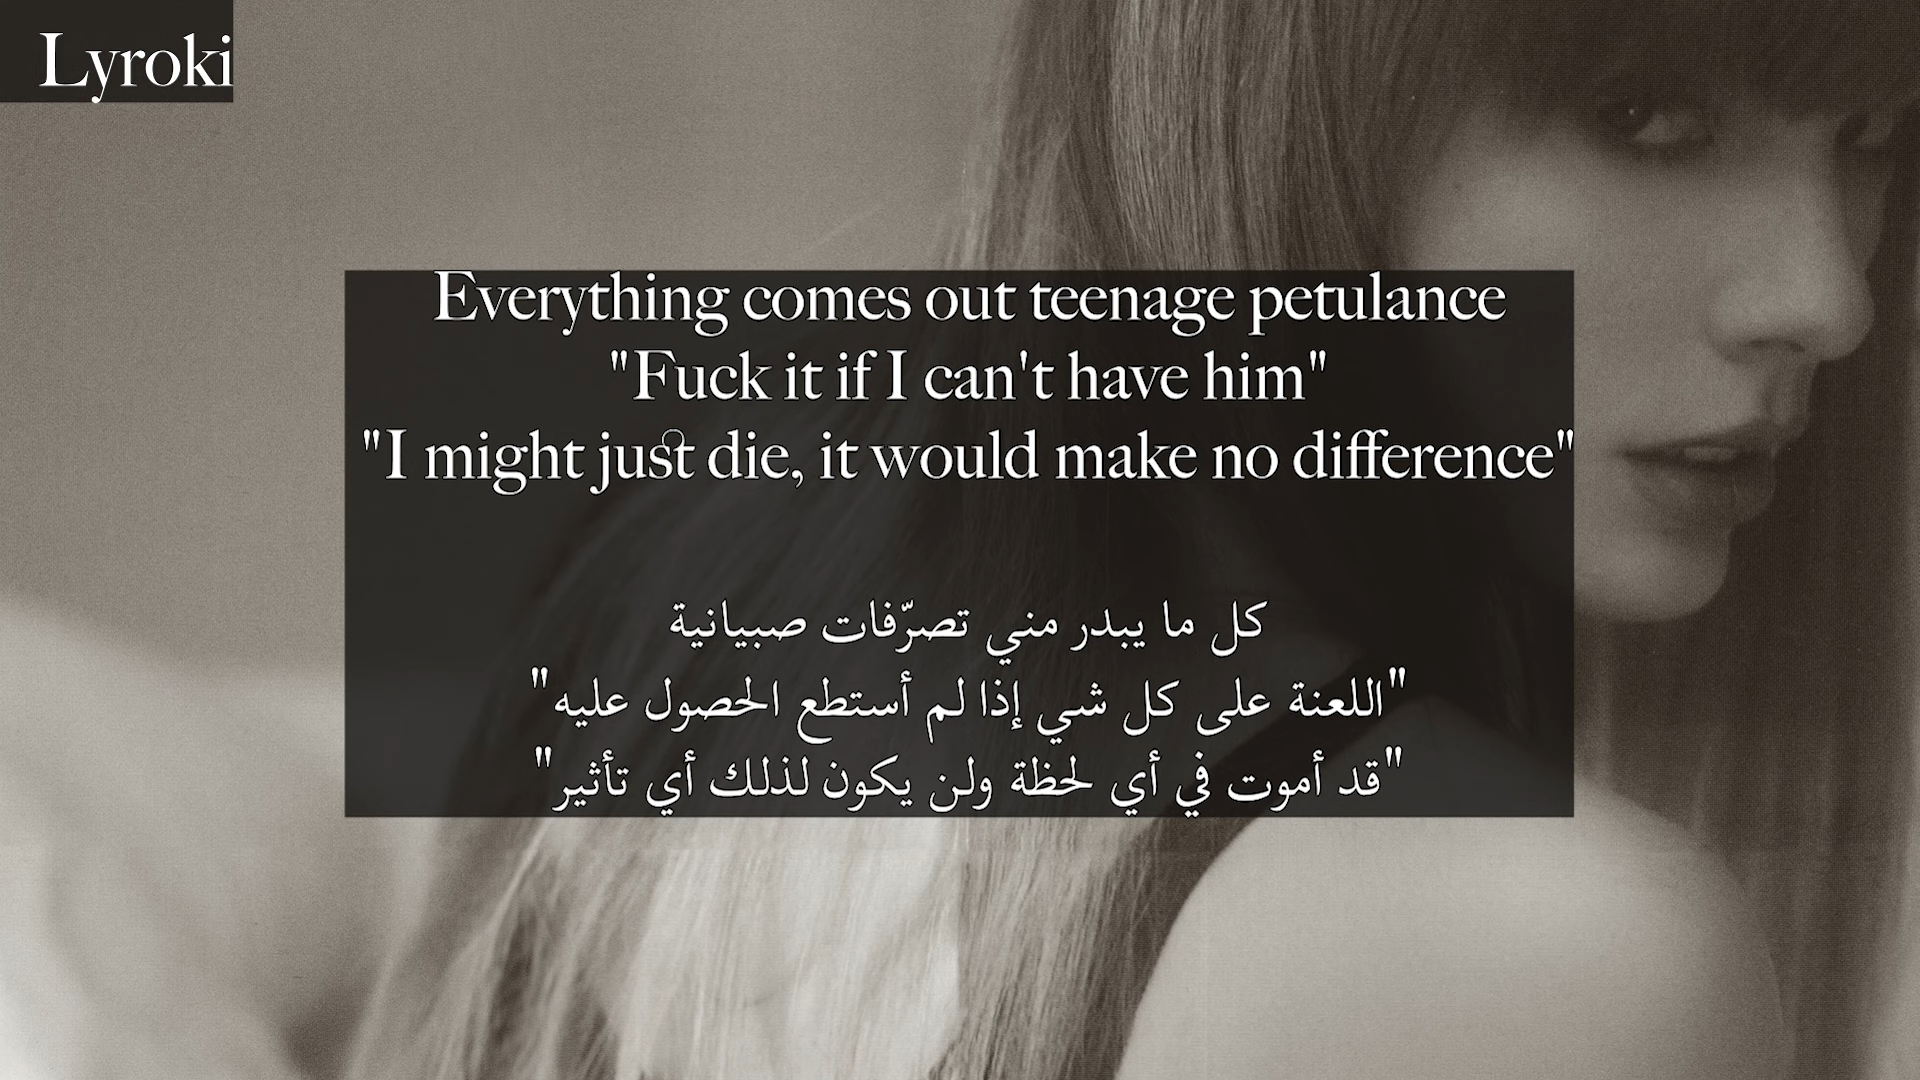 Lyroki
Everything comes out teenage petulance
"Fuck it if I can't have him"
"I might just die, it would make no difference"
كل ما يبدر مني تصرّفات صبيانية
"اللعنة على كل شي إذا لم أستطع الحصول عليه"
"قد أموت في أي لحظة ولن يكون لذلك أي تأثير"